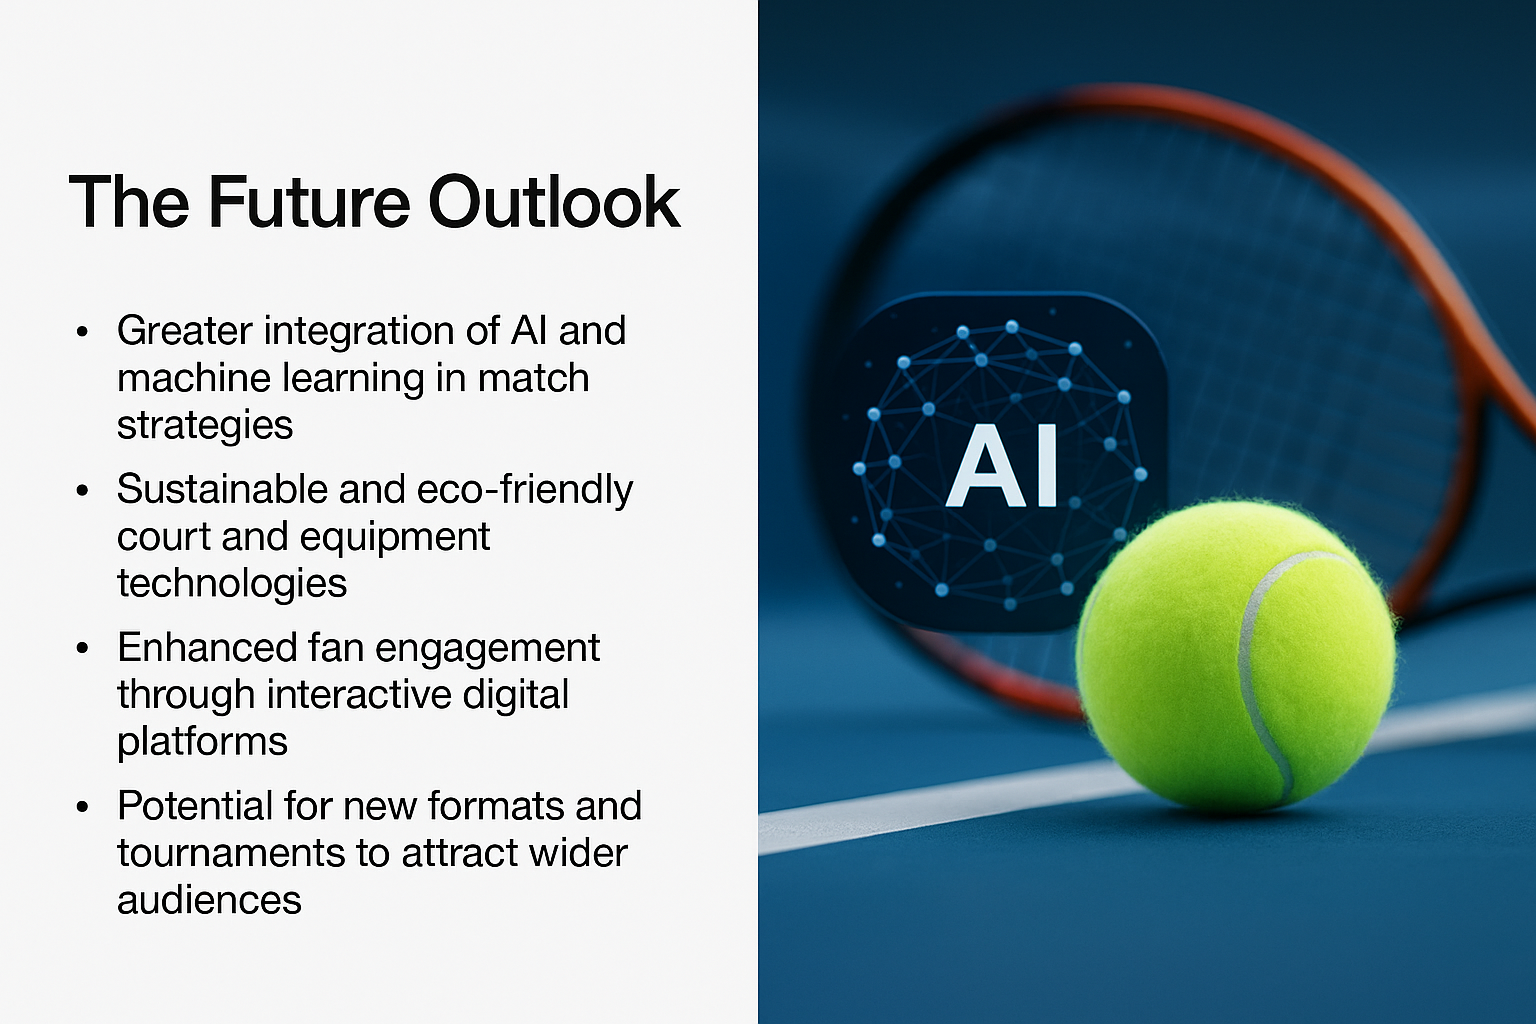 The Future Outlook
• Greater integration of AI and
machine learning in match
strategies
• Sustainable and eco-friendly
court and equipment
technologies
• Enhanced fan engagement
through interactive digital
platforms
• Potential for new formats and
tournaments to attract wider
audiences
AI